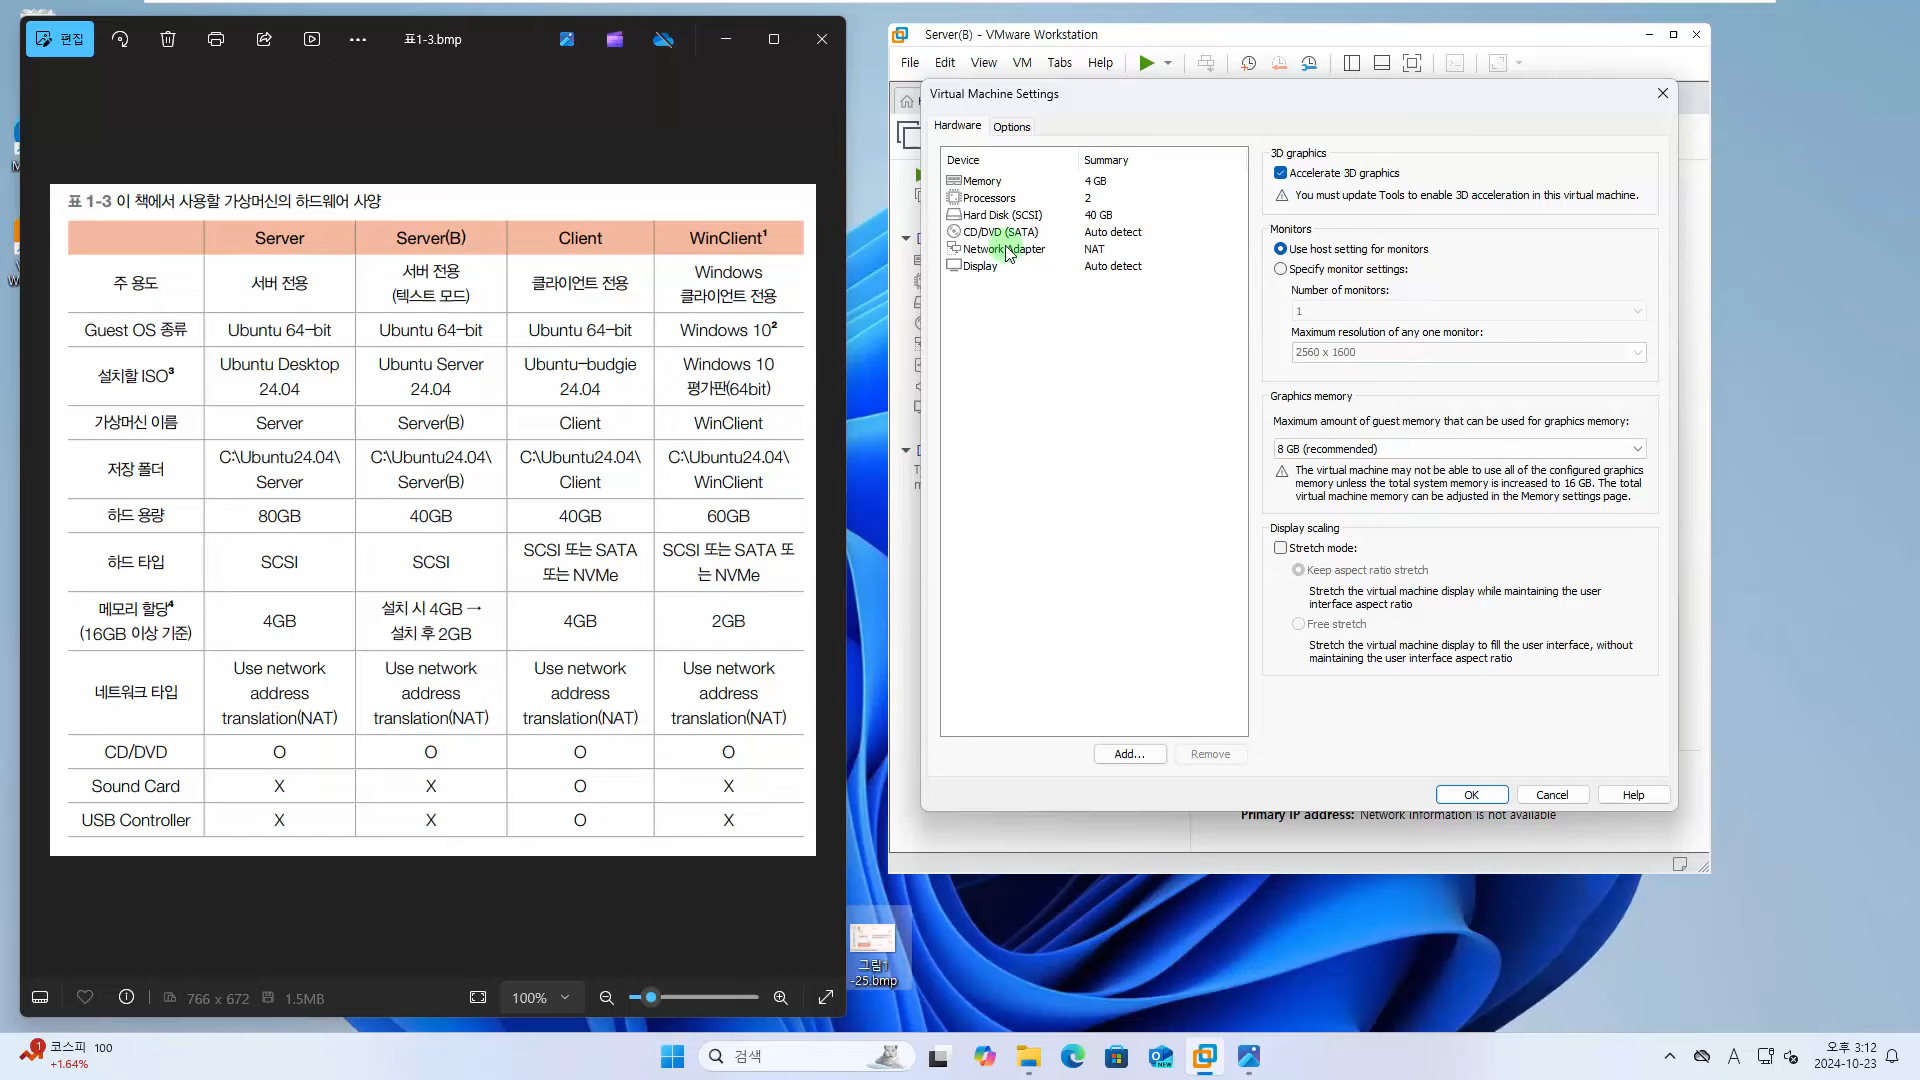 편집
표1-3.bmp
표 1-3 이 책에서 사용할 가상머신의 하드웨어 사양
Server Server(B) Client WinClient¹
주 용도 서버 전용 서버 전용 (텍스트 모드) 클라이언트 전용 Windows 클라이언트 전용
Guest OS 종류 Ubuntu 64-bit Ubuntu 64-bit Ubuntu 64-bit Windows 10²
설치할 ISO³ Ubuntu Desktop 24.04 Ubuntu Server 24.04 Ubuntu-budgie 24.04 Windows 10 평가판(64bit)
가상머신 이름 Server Server(B) Client WinClient
저장 폴더 C:\Ubuntu24.04\Server C:\Ubuntu24.04\Server(B) C:\Ubuntu24.04\Client C:\Ubuntu24.04\WinClient
하드 용량 80GB 40GB 40GB 60GB
하드 타입 SCSI SCSI SCSI 또는 SATA 또는 NVMe SCSI 또는 SATA 또는 NVMe
메모리 할당⁴ (16GB 이상 기준) 4GB 설치 시 4GB → 설치 후 2GB 4GB 2GB
네트워크 타입 Use network address translation(NAT) Use network address translation(NAT) Use network address translation(NAT) Use network address translation(NAT)
CD/DVD O O O O
Sound Card X X O X
USB Controller X X O X
766 x 672 1.5MB 100%
그림1
-25.bmp
Server(B) - VMware Workstation
File Edit View VM Tabs Help
Virtual Machine Settings
Hardware Options
Device Summary
Memory 4 GB
Processors 2
Hard Disk (SCSI) 40 GB
CD/DVD (SATA) Auto detect
Network Adapter NAT
Display Auto detect
Add... Remove
3D graphics
Accelerate 3D graphics
You must update Tools to enable 3D acceleration in this virtual machine.
Monitors
Use host setting for monitors
Specify monitor settings:
Number of monitors:
1
Maximum resolution of any one monitor:
2560 x 1600
Graphics memory
Maximum amount of guest memory that can be used for graphics memory:
8 GB (recommended)
The virtual machine may not be able to use all of the configured graphics
memory unless the total system memory is increased to 16 GB. The total
virtual machine memory can be adjusted in the Memory settings page.
Display scaling
Stretch mode:
Keep aspect ratio stretch
Stretch the virtual machine display while maintaining the user
interface aspect ratio
Free stretch
Stretch the virtual machine display to fill the user interface, without
maintaining the user interface aspect ratio
OK Cancel Help
Primary IP address: Network information is not available
1 코스피 100
+1.64%
검색
A
오후 3:12
2024-10-23